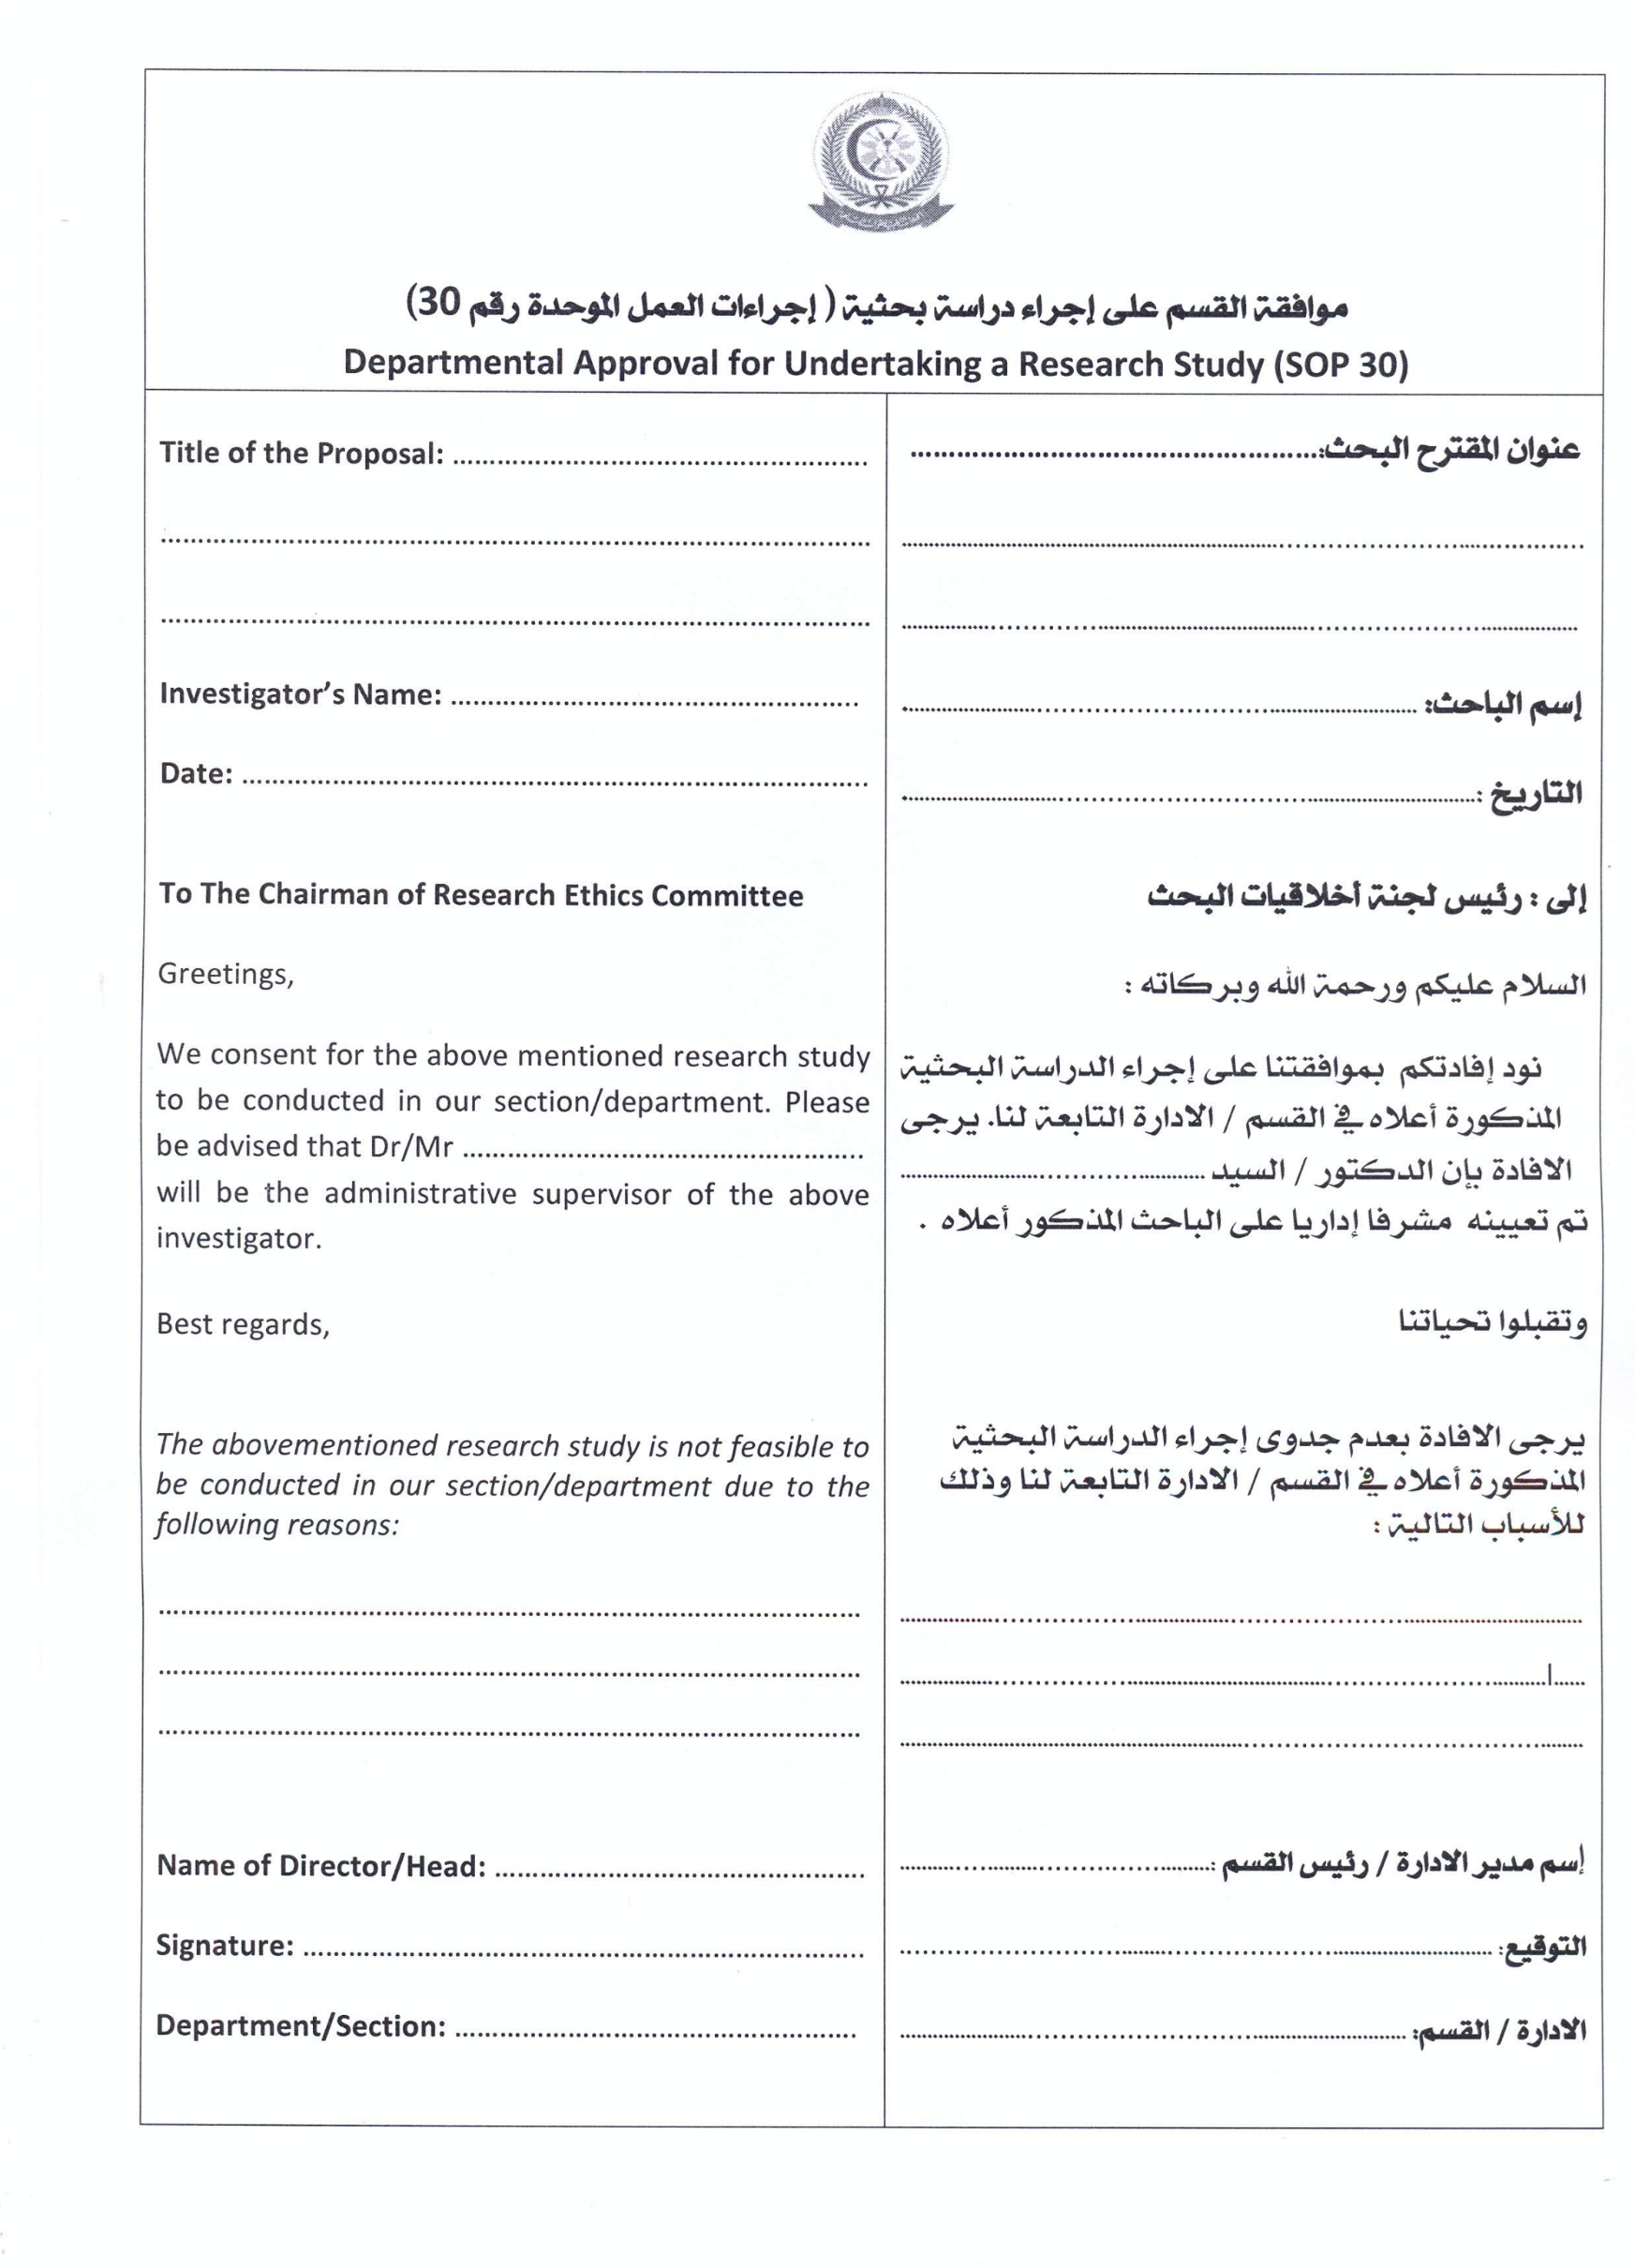 موافقة القسم على إجراء دراسة بحثية ( إجراءات العمل الموحدة رقم 30)
Departmental Approval for Undertaking a Research Study (SOP 30)
Title of the Proposal: ........................................................
........................................................................................
........................................................................................
Investigator's Name: ........................................................
Date: ........................................................................
To The Chairman of Research Ethics Committee
Greetings,
We consent for the above mentioned research study
to be conducted in our section/department. Please
be advised that Dr/Mr ........................................................
will be the administrative supervisor of the above
investigator.
Best regards,
The abovementioned research study is not feasible to
be conducted in our section/department due to the
following reasons:
........................................................................................
........................................................................................
........................................................................................
Name of Director/Head: ........................................................
Signature: ........................................................................
Department/Section: ........................................................
عنوان المقترح البحث:........................................................
........................................................................................
........................................................................................
إسم الباحث: ........................................................................
التاريخ :........................................................................
إلى : رئيس لجنة أخلاقيات البحث
السلام عليكم ورحمة الله وبركاته :
نود إفادتكم بموافقتنا على إجراء الدراسة البحثية
المذكورة أعلاه في القسم / الادارة التابعة لنا. يرجى
الافادة بإن الدكتور / السيد ................................................
تم تعيينه مشرفا إداريا على الباحث المذكور أعلاه .
وتقبلوا تحياتنا
يرجى الافادة بعدم جدوى إجراء الدراسة البحثية
المذكورة أعلاه في القسم / الادارة التابعة لنا وذلك
للأسباب التالية :
........................................................................................
......ا..................................................................................
........................................................................................
إسم مدير الادارة / رئيس القسم :................................................
التوقيع: ........................................................................
الادارة / القسم: ................................................................